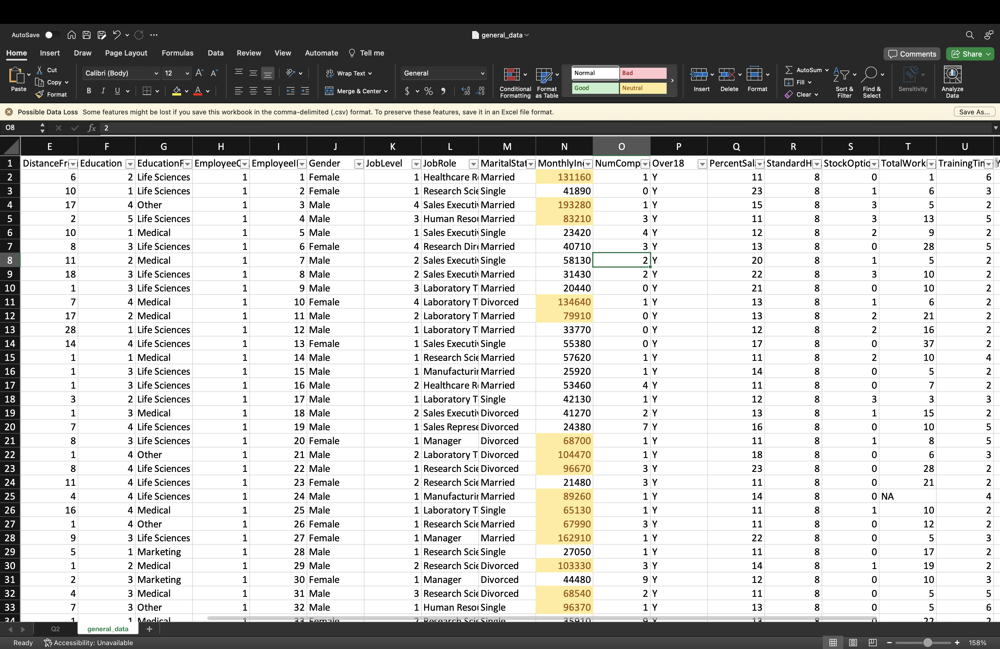 AutoSave general_data
Home Insert Draw Page Layout Formulas Data Review View Automate Tell me Comments Share
Paste Cut Copy Format Calibri (Body) 12 Wrap Text Merge & Center General Conditional Formatting Format as Table Normal Bad Good Neutral Insert Delete Format AutoSum Fill Clear Sort & Filter Find & Select Sensitivity Analyze Data
Possible Data Loss Some features might be lost if you save this workbook in the comma-delimited (.csv) format. To preserve these features, save it in an Excel file format. Save As...
O8 fx 2
E F G H I J K L M N O P Q R S T U
1 DistanceFr Education EducationF EmployeeC EmployeeI Gender JobLevel JobRole MaritalStat MonthlyInc NumComp Over18 PercentSala StandardH StockOptio TotalWork TrainingTim Y
2 6 2 Life Sciences 1 1 Female 1 Healthcare Re Married 131160 1 Y 11 8 0 1 6
3 10 1 Life Sciences 1 2 Female 1 Research Scie Single 41890 0 Y 23 8 1 6 3
4 17 4 Other 1 3 Male 4 Sales Executiv Married 193280 1 Y 15 8 3 5 2
5 2 5 Life Sciences 1 4 Male 3 Human Resou Married 83210 3 Y 11 8 3 13 5
6 10 1 Medical 1 5 Male 1 Sales Executiv Single 23420 4 Y 12 8 2 9 2
7 8 3 Life Sciences 1 6 Female 4 Research Dire Married 40710 3 Y 13 8 0 28 5
8 11 2 Medical 1 7 Male 2 Sales Executiv Single 58130 2 Y 20 8 1 5 2
9 18 3 Life Sciences 1 8 Male 2 Sales Executiv Married 31430 2 Y 22 8 3 10 2
10 1 3 Life Sciences 1 9 Male 3 Laboratory T Married 20440 0 Y 21 8 0 10 2
11 7 4 Medical 1 10 Female 4 Laboratory T Divorced 134640 1 Y 13 8 1 6 2
12 17 2 Medical 1 11 Male 2 Laboratory T Married 79910 0 Y 13 8 2 21 2
13 28 1 Life Sciences 1 12 Male 1 Laboratory T Married 33770 0 Y 12 8 2 16 2
14 14 4 Life Sciences 1 13 Female 1 Sales Executiv Single 55380 0 Y 17 8 0 37 2
15 1 1 Medical 1 14 Male 1 Research Scie Married 57620 1 Y 11 8 2 10 4
16 1 3 Life Sciences 1 15 Male 1 Manufacturin Married 25920 1 Y 14 8 0 5 2
17 1 3 Life Sciences 1 16 Male 2 Healthcare Re Married 53460 4 Y 11 8 0 7 2
18 3 2 Life Sciences 1 17 Male 1 Laboratory T Single 42130 1 Y 12 8 3 3 3
19 1 3 Medical 1 18 Male 2 Sales Executiv Divorced 41270 2 Y 13 8 1 15 2
20 7 4 Life Sciences 1 19 Male 1 Sales Represe Divorced 24380 7 Y 16 8 0 10 5
21 8 3 Life Sciences 1 20 Female 1 Manager Divorced 68700 1 Y 11 8 1 8 5
22 1 4 Other 1 21 Male 2 Laboratory T Divorced 104470 1 Y 18 8 0 6 3
23 8 4 Life Sciences 1 22 Male 1 Research Scie Divorced 96670 3 Y 23 8 0 28 2
24 11 4 Life Sciences 1 23 Female 2 Research Scie Married 21480 3 Y 11 8 0 21 2
25 4 4 Life Sciences 1 24 Male 1 Manufacturin Married 89260 1 Y 14 8 0 NA 4
26 16 4 Medical 1 25 Male 1 Laboratory T Single 65130 1 Y 11 8 1 10 2
27 1 4 Other 1 26 Female 1 Research Scie Married 67990 3 Y 11 8 0 12 2
28 9 3 Life Sciences 1 27 Female 1 Manager Married 162910 1 Y 22 8 0 5 3
29 5 1 Marketing 1 28 Male 1 Research Scie Single 27050 1 Y 11 8 0 17 2
30 1 2 Medical 1 29 Male 2 Research Scie Divorced 103330 3 Y 14 8 1 19 2
31 2 3 Marketing 1 30 Female 1 Manager Divorced 44480 9 Y 12 8 0 10 3
32 4 3 Medical 1 31 Male 3 Research Scie Divorced 68540 2 Y 11 8 0 5 5
33 7 3 Other 1 32 Male 1 Human Resou Single 96370 1 Y 13 8 0 5 6
34 1 1 Medical 1 33 Female 2 Research Scie Single 35910 9 Y 13 8 0 22 2
Q2 general_data +
Ready Accessibility: Unavailable 158%